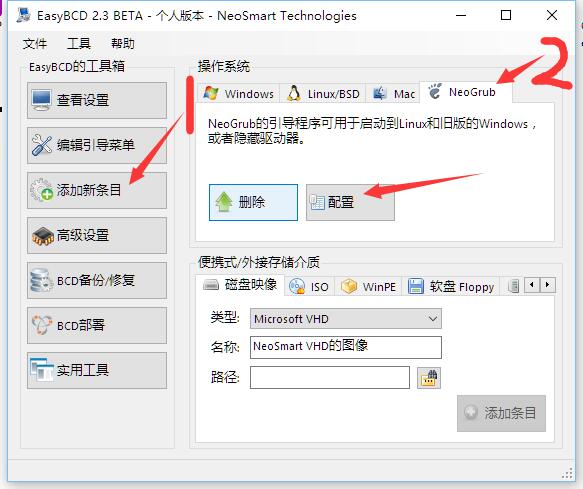 EasyBCD 2.3 BETA - 个人版本 - NeoSmart Technologies
文件 工具 帮助
EasyBCD的工具箱
查看设置
编辑引导菜单
添加新条目
高级设置
BCD备份/修复
BCD部署
实用工具
1
2
操作系统
Windows Linux/BSD Mac NeoGrub
NeoGrub的引导程序可用于启动到Linux和旧版的Windows，
或者隐藏驱动器。
删除 配置
便携式/外接存储介质
磁盘映像 ISO WinPE 软盘 Floppy
类型: Microsoft VHD
名称: NeoSmart VHD的图像
路径:
添加条目